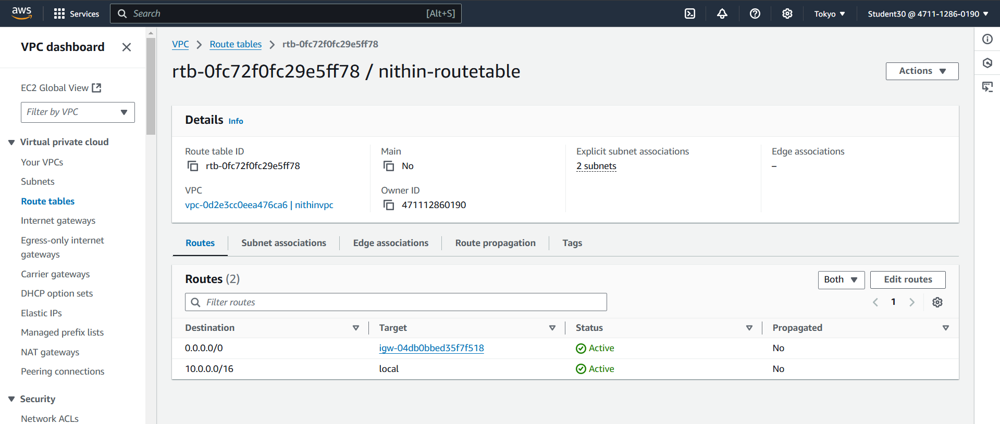 aws Services Search [Alt+S] Tokyo Student30 @ 4711-1286-0190
VPC dashboard
EC2 Global View
Filter by VPC
Virtual private cloud
Your VPCs
Subnets
Route tables
Internet gateways
Egress-only internet
gateways
Carrier gateways
DHCP option sets
Elastic IPs
Managed prefix lists
NAT gateways
Peering connections
Security
Network ACLs
VPC Route tables rtb-0fc72f0fc29e5ff78
rtb-0fc72f0fc29e5ff78 / nithin-routetable
Actions
Details Info
Route table ID
rtb-0fc72f0fc29e5ff78
Main
No
Explicit subnet associations
2 subnets
Edge associations
–
VPC
vpc-0d2e3cc0eea476ca6 | nithinvpc
Owner ID
471112860190
Routes Subnet associations Edge associations Route propagation Tags
Routes (2)
Both Edit routes
Filter routes
1
Destination Target Status Propagated
0.0.0.0/0 igw-04db0bbed35f7f518 Active No
10.0.0.0/16 local Active No